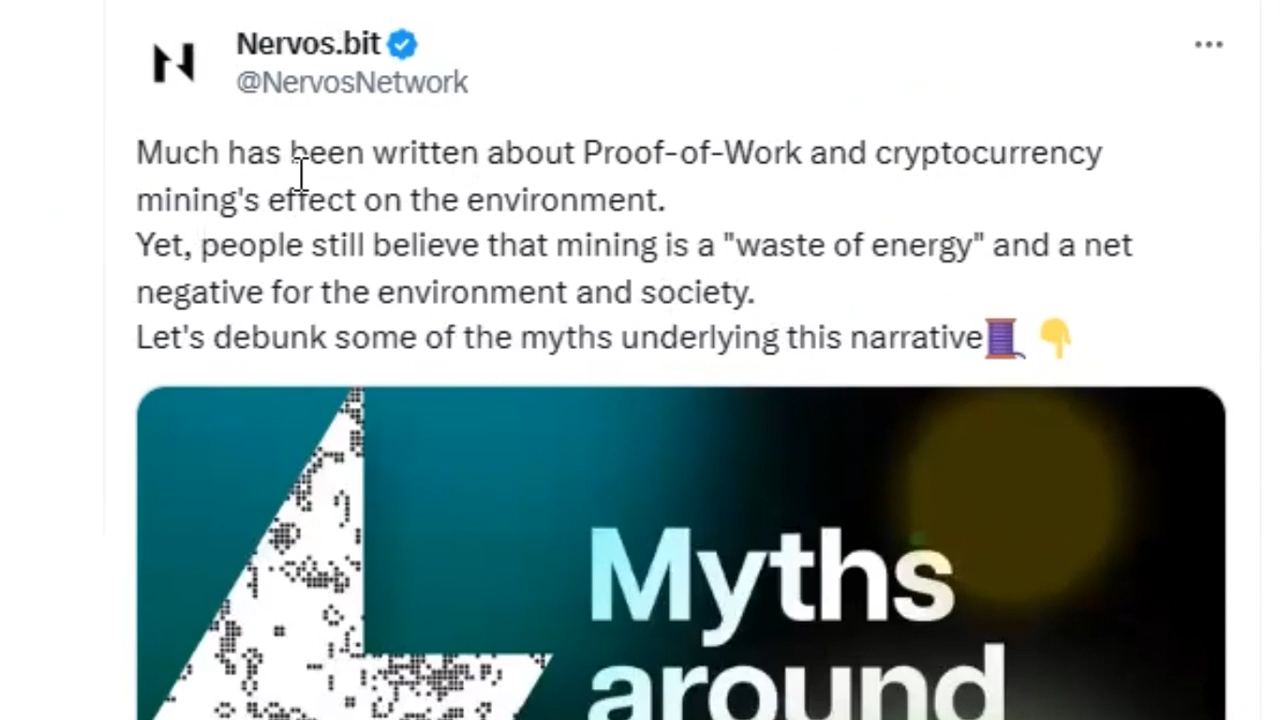 Nervos.bit
@NervosNetwork
Much has been written about Proof-of-Work and cryptocurrency
mining's effect on the environment.
Yet, people still believe that mining is a "waste of energy" and a net
negative for the environment and society.
Let's debunk some of the myths underlying this narrative🧵👇
Myths
around